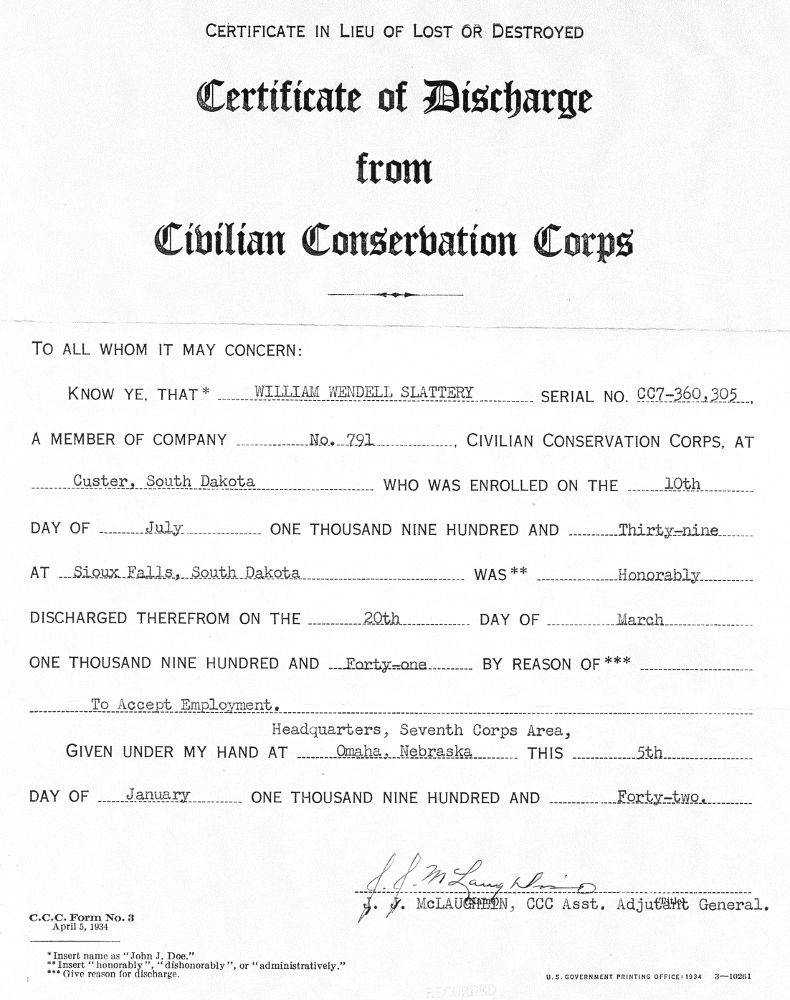 CERTIFICATE IN LIEU OF LOST OR DESTROYED
Certificate of Discharge
from
Civilian Conservation Corps
TO ALL WHOM IT MAY CONCERN:
KNOW YE, THAT* WILLIAM WENDELL SLATTERY SERIAL NO. CC7-360,305,
A MEMBER OF COMPANY No. 791, CIVILIAN CONSERVATION CORPS, AT
Custer, South Dakota WHO WAS ENROLLED ON THE 10th
DAY OF July ONE THOUSAND NINE HUNDRED AND Thirty-nine
AT Sioux Falls, South Dakota WAS** Honorably
DISCHARGED THEREFROM ON THE 20th DAY OF March
ONE THOUSAND NINE HUNDRED AND Forty-one BY REASON OF***
To Accept Employment.
Headquarters, Seventh Corps Area,
GIVEN UNDER MY HAND AT Omaha, Nebraska THIS 5th
DAY OF January ONE THOUSAND NINE HUNDRED AND Forty-two.
J. J. McLaughlin
J. J. McLAUGHLIN, CCC Asst. Adjutant General.
C.C.C. Form No. 3
April 5, 1934
*Insert name as "John J. Doe."
**Insert "honorably", "dishonorably", or "administratively."
***Give reason for discharge.
U.S. GOVERNMENT PRINTING OFFICE: 1934 3—10261
RECORDED